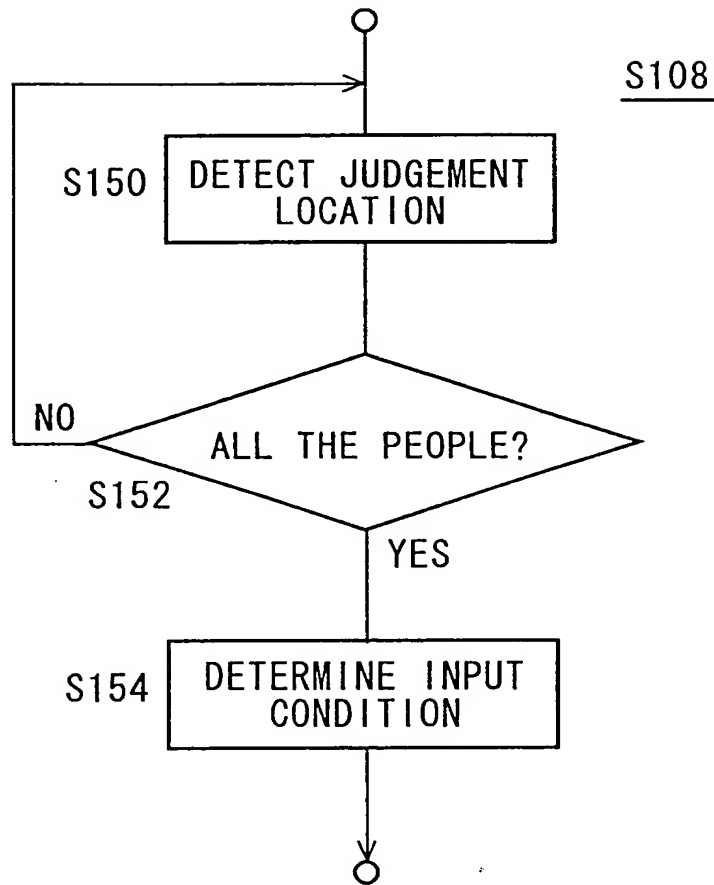 S108
S150
DETECT JUDGEMENT
LOCATION
NO
ALL THE PEOPLE?
S152
YES
S154
DETERMINE INPUT
CONDITION